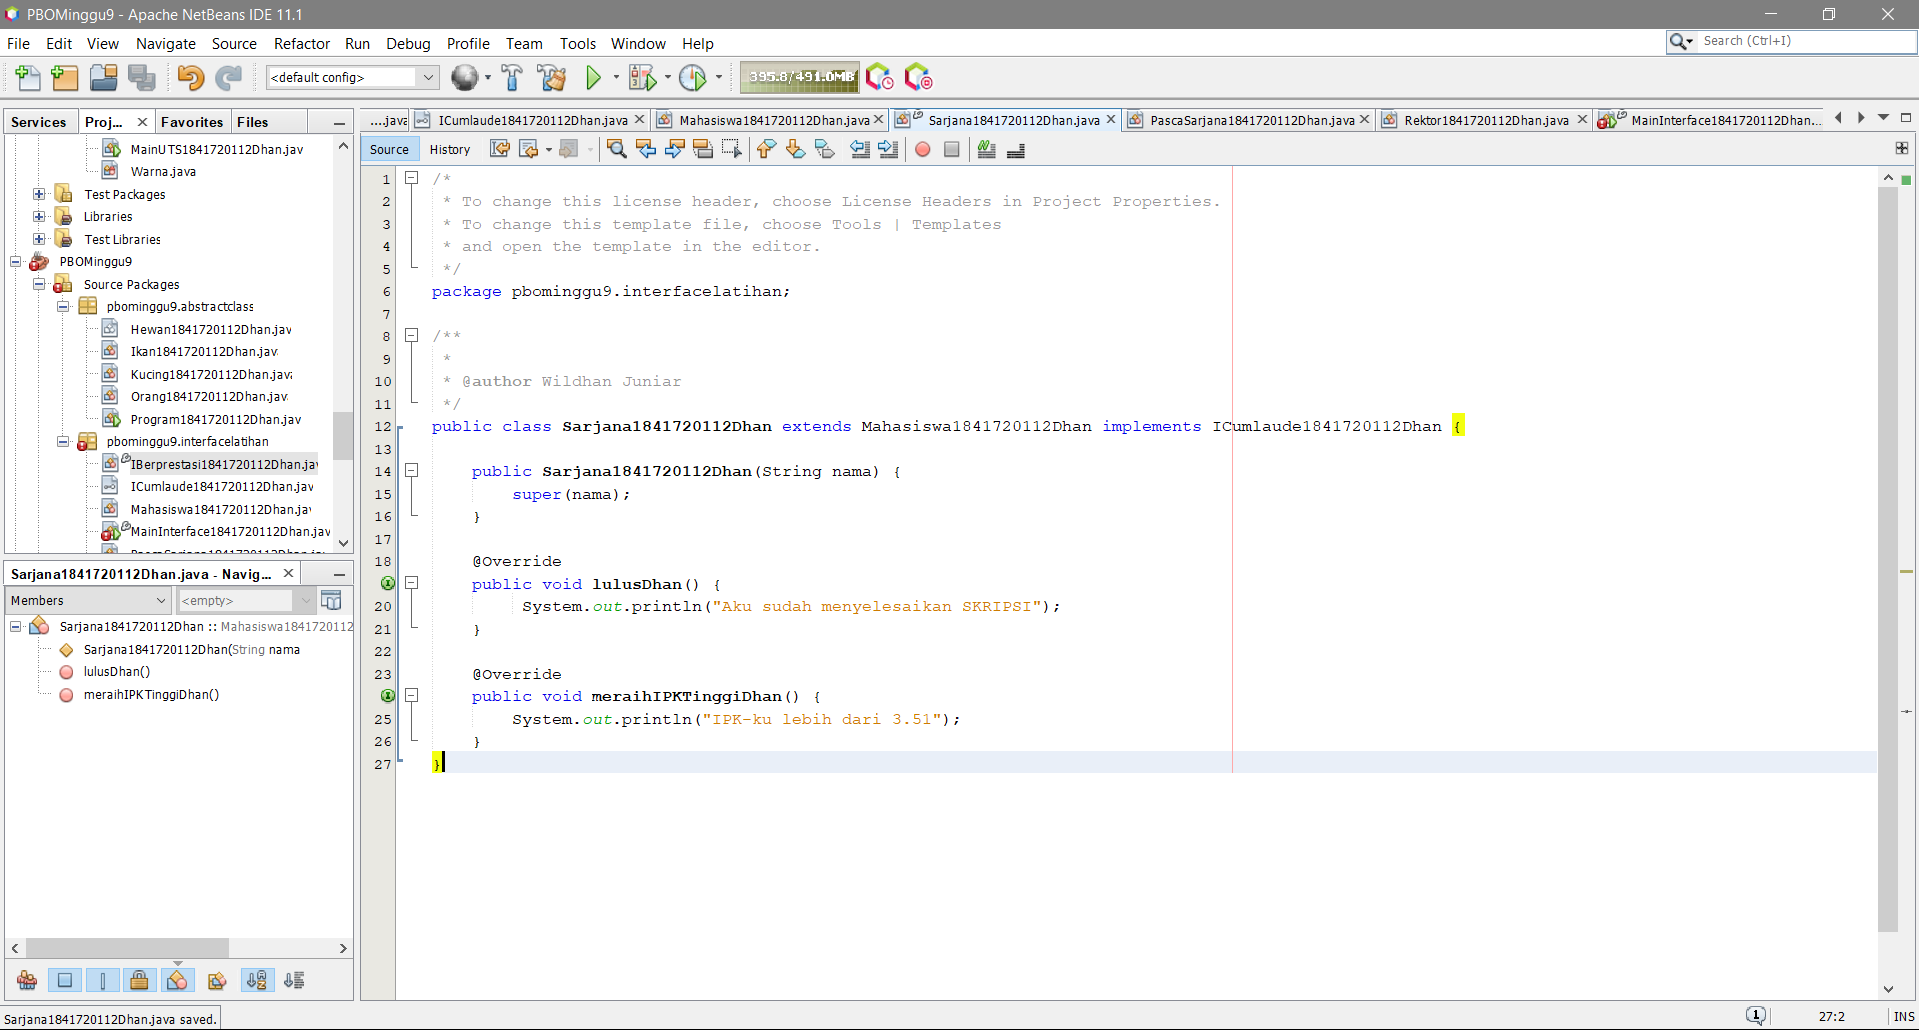 PBOMinggu9 - Apache NetBeans IDE 11.1
File Edit View Navigate Source Refactor Run Debug Profile Team Tools Window Help
Search (Ctrl+I)
<default config>
395.8/491.0MB
Services Proj... Favorites Files
MainUTS1841720112Dhan.jav
Warna.java
Test Packages
Libraries
Test Libraries
PBOMinggu9
Source Packages
pbominggu9.abstractclass
Hewan1841720112Dhan.jav
Ikan1841720112Dhan.jav
Kucing1841720112Dhan.java
Orang1841720112Dhan.jav
Program1841720112Dhan.java
pbominggu9.interfacelatihan
IBerprestasi1841720112Dhan.jav
ICumlaude1841720112Dhan.jav
Mahasiswa1841720112Dhan.jav
MainInterface1841720112Dhan.jav
Sarjana1841720112Dhan.java - Navig...
Members <empty>
Sarjana1841720112Dhan :: Mahasiswa1841720112
Sarjana1841720112Dhan(String nama
lulusDhan()
meraihIPKTinggiDhan()
....java ICumlaude1841720112Dhan.java Mahasiswa1841720112Dhan.java Sarjana1841720112Dhan.java PascaSarjana1841720112Dhan.java Rektor1841720112Dhan.java MainInterface1841720112Dhan....
Source History
1 /*
2 * To change this license header, choose License Headers in Project Properties.
3 * To change this template file, choose Tools | Templates
4 * and open the template in the editor.
5 */
6 package pbominggu9.interfacelatihan;
7
8 /**
9 *
10 * @author Wildhan Juniar
11 */
12 public class Sarjana1841720112Dhan extends Mahasiswa1841720112Dhan implements ICumlaude1841720112Dhan {
13
14 public Sarjana1841720112Dhan(String nama) {
15 super(nama);
16 }
17
18 @Override
public void lulusDhan() {
20 System.out.println("Aku sudah menyelesaikan SKRIPSI");
21 }
22
23 @Override
public void meraihIPKTinggiDhan() {
25 System.out.println("IPK-ku lebih dari 3.51");
26 }
27 }
Sarjana1841720112Dhan.java saved.
1
27:2 INS